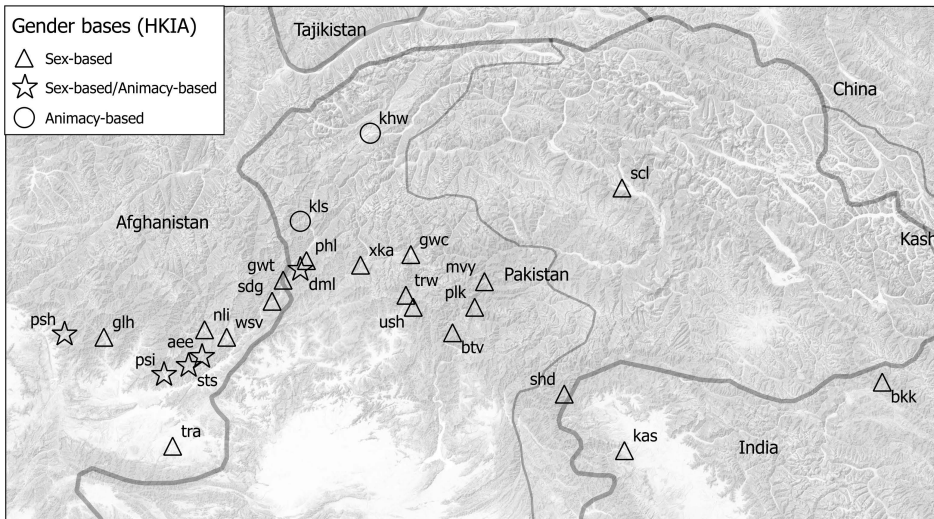 Gender bases (HKIA)
Sex-based
Sex-based/Animacy-based
Animacy-based
Tajikistan
China
khw
scl
Afghanistan
kls
Kash
phl
gwt
dml
xka
gwc
sdg
trw
mvy
Pakistan
plk
ush
psh
glh
nli
wsv
aee
btv
psi
sts
shd
bkk
tra
kas
India